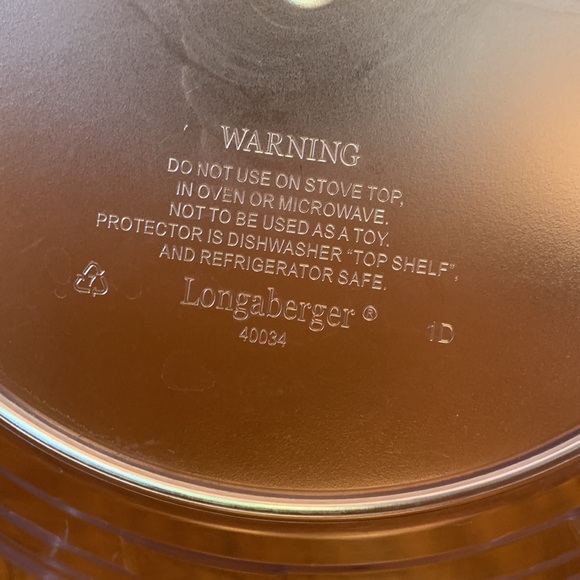 WARNING
DO NOT USE ON STOVE TOP,
IN OVEN OR MICROWAVE.
NOT TO BE USED AS A TOY.
PROTECTOR IS DISHWASHER "TOP SHELF",
AND REFRIGERATOR SAFE.
Longaberger ®
40034
1D